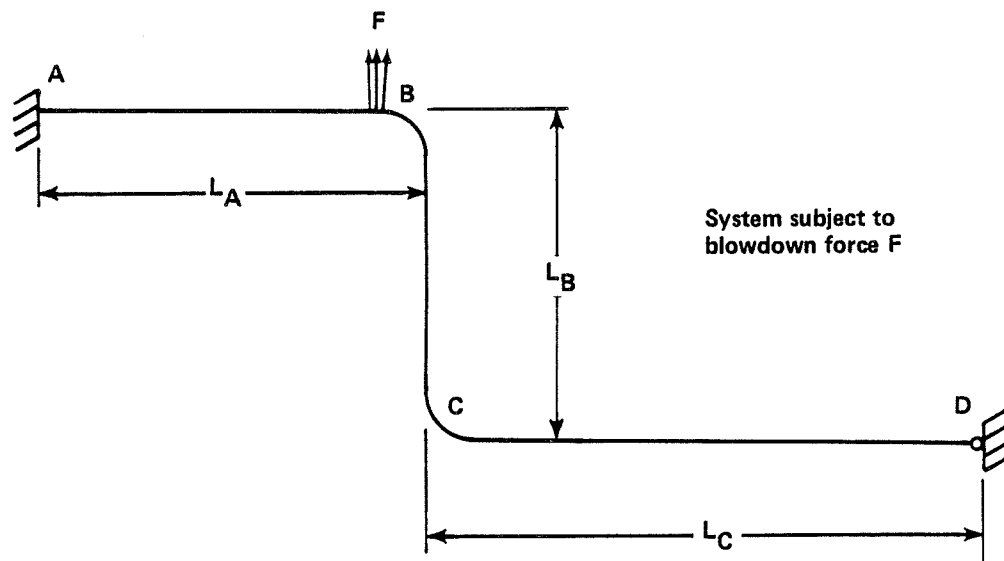 F
A
B
L_A
System subject to
blowdown force F
L_B
C
D
L_C